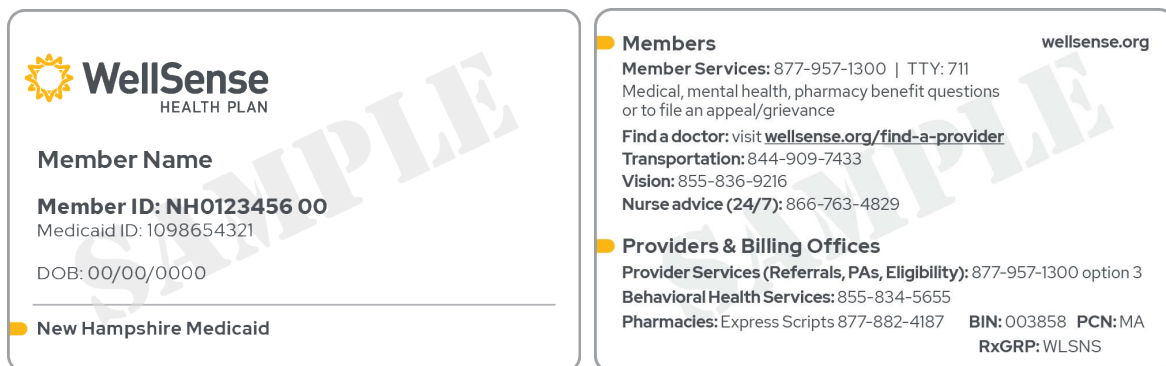 WellSense
HEALTH PLAN
Member Name
Member ID: NH0123456 00
Medicaid ID: 1098654321
DOB: 00/00/0000
New Hampshire Medicaid
SAMPLE
Members
wellsense.org
Member Services: 877-957-1300 | TTY: 711
Medical, mental health, pharmacy benefit questions
or to file an appeal/grievance
Find a doctor: visit wellsense.org/find-a-provider
Transportation: 844-909-7433
Vision: 855-836-9216
Nurse advice (24/7): 866-763-4829
Providers & Billing Offices
Provider Services (Referrals, PAs, Eligibility): 877-957-1300 option 3
Behavioral Health Services: 855-834-5655
Pharmacies: Express Scripts 877-882-4187 BIN: 003858 PCN: MA
RxGRP: WLSNS
SAMPLE